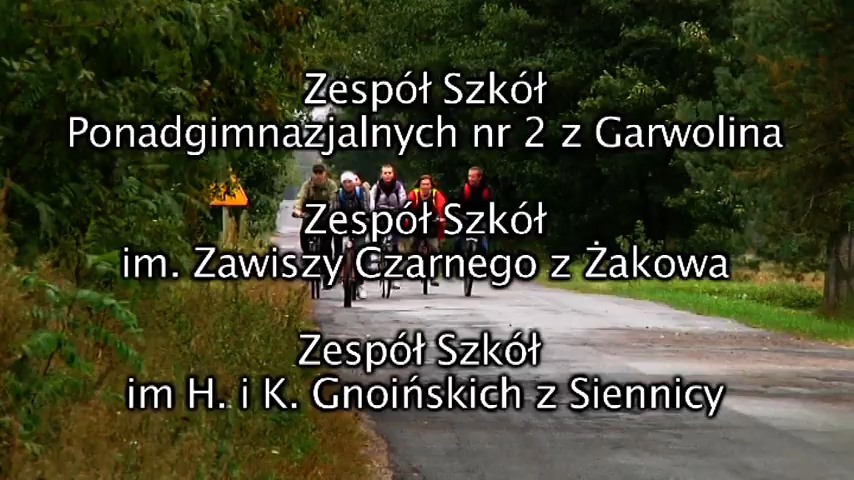 Zespół Szkół
Ponadgimnazjalnych nr 2 z Garwolina
Zespół Szkół
im. Zawiszy Czarnego z Żakowa
Zespół Szkół
im H. i K. Gnoińskich z Siennicy